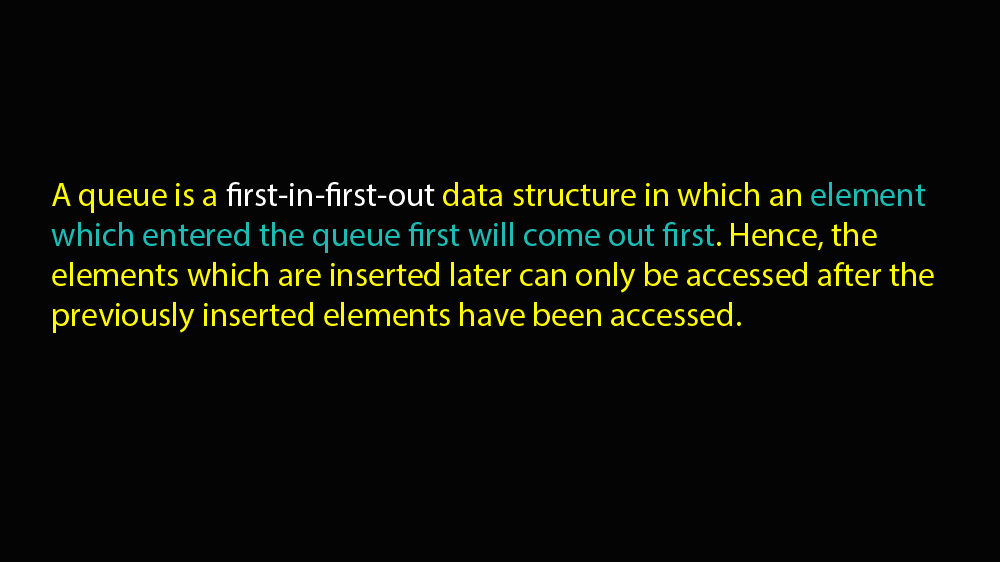 A queue is a first-in-first-out data structure in which an element
which entered the queue first will come out first. Hence, the
elements which are inserted later can only be accessed after the
previously inserted elements have been accessed.